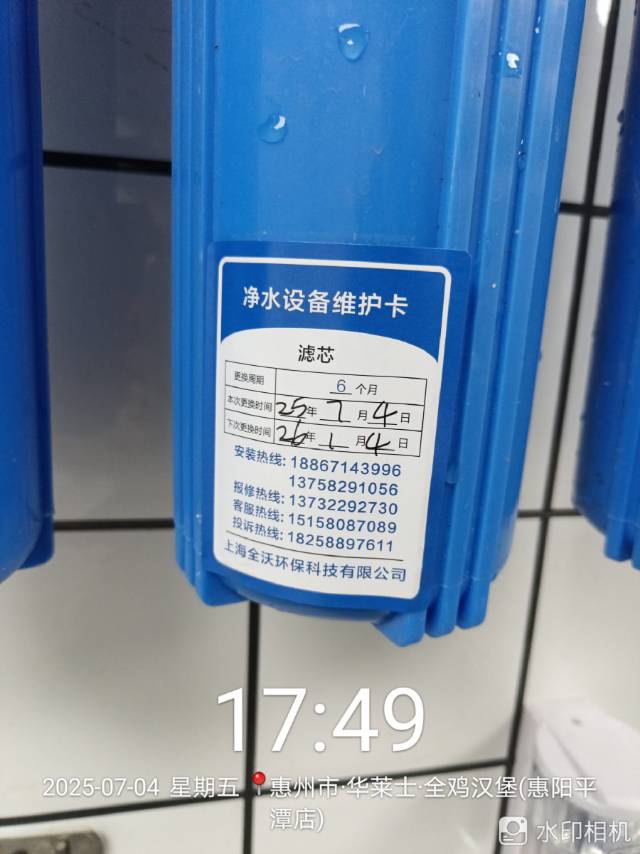 净水设备维护卡
滤芯
更换周期 6 个月
本次更换时间 25年 7 月 4 日
下次更换时间 26年 1 月 4 日
安装热线: 18867143996
13758291056
报修热线: 13732292730
客服热线: 15158087089
投诉热线: 18258897611
上海全沃环保科技有限公司
17:49
2025-07-04 星期五 惠州市·华莱士·全鸡汉堡(惠阳平
潭店)
水印相机